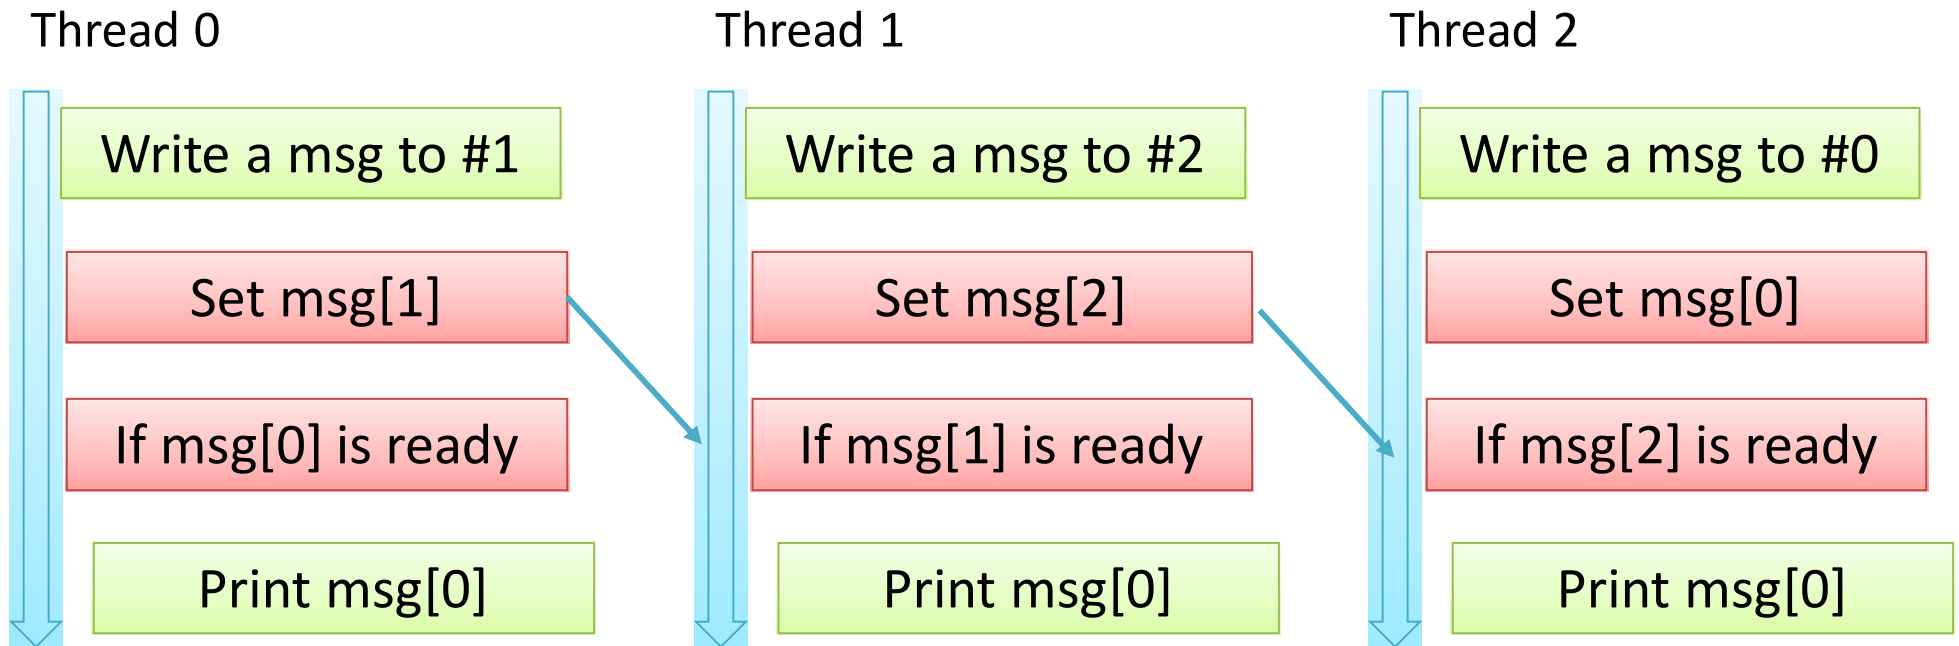 Thread 0
Thread 1
Thread 2
Write a msg to #1
Write a msg to #2
Write a msg to #0
Set msg[1]
Set msg[2]
Set msg[0]
If msg[0] is ready
If msg[1] is ready
If msg[2] is ready
Print msg[0]
Print msg[0]
Print msg[0]